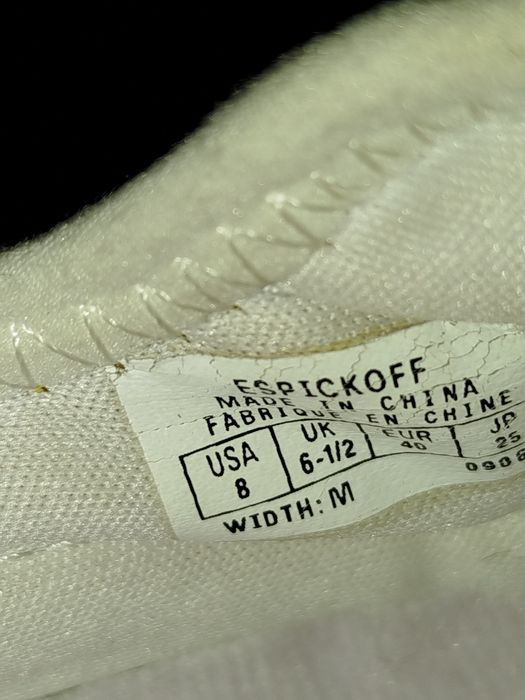 ESPICKOFF
MADE IN CHINA
FABRIQUE EN CHINE
USA UK EUR JP
8 6-1/2 40 25
WIDTH: M